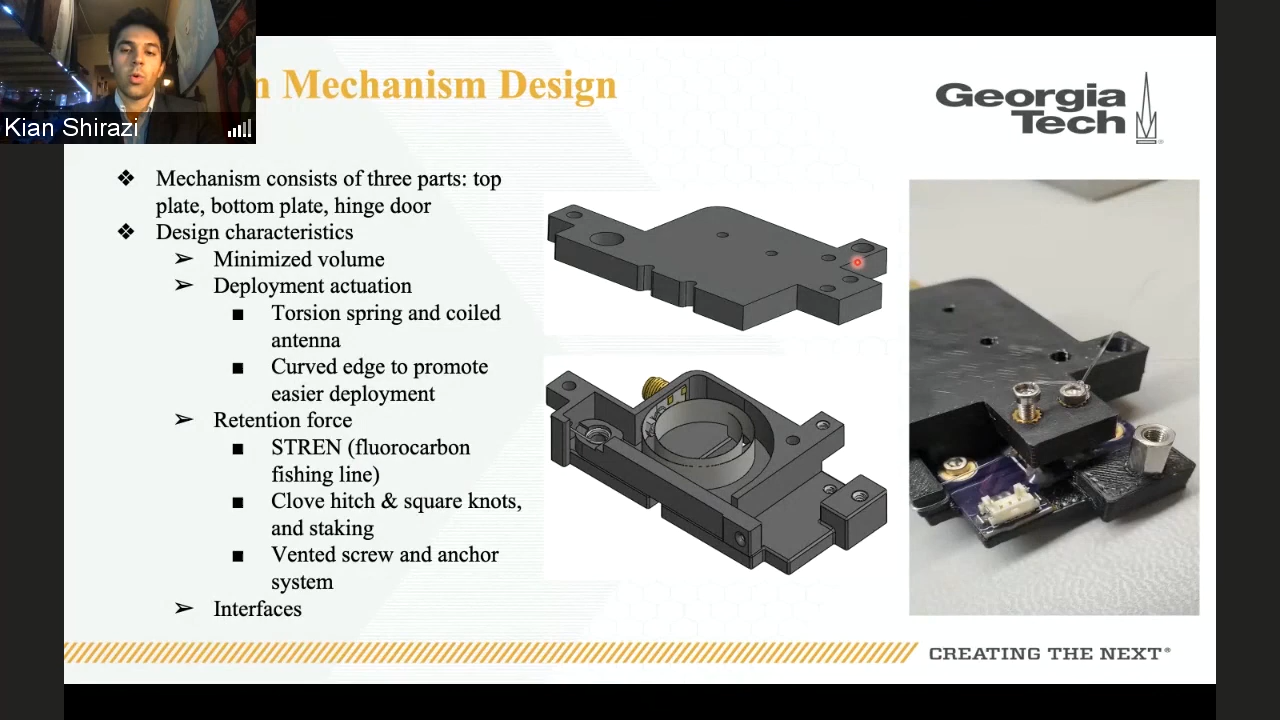 n Mechanism Design
Kian Shirazi
Georgia
Tech
❖ Mechanism consists of three parts: top
plate, bottom plate, hinge door
❖ Design characteristics
➢ Minimized volume
➢ Deployment actuation
■ Torsion spring and coiled
antenna
■ Curved edge to promote
easier deployment
➢ Retention force
■ STREN (fluorocarbon
fishing line)
■ Clove hitch & square knots,
and staking
■ Vented screw and anchor
system
➢ Interfaces
CREATING THE NEXT®